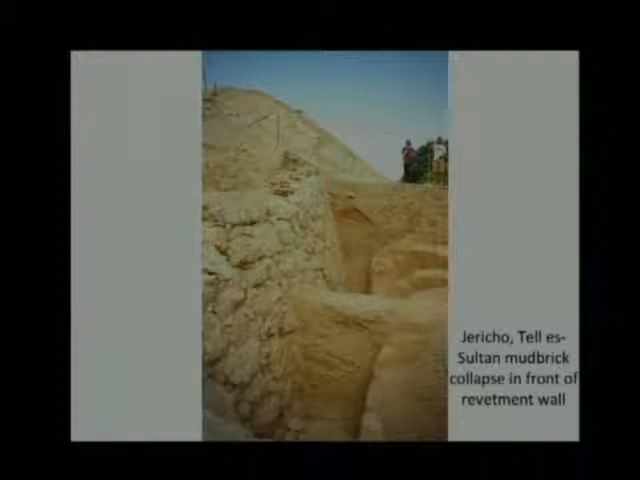 Jericho, Tell es-
Sultan mudbrick
collapse in front of
revetment wall